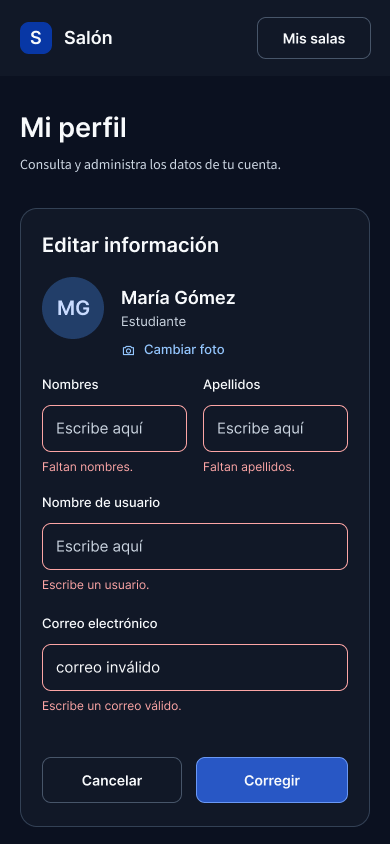 S Salón
Mis salas
Mi perfil
Consulta y administra los datos de tu cuenta.
Editar información
MG
María Gómez
Estudiante
Cambiar foto
Nombres
Apellidos
Escribe aquí
Escribe aquí
Faltan nombres.
Faltan apellidos.
Nombre de usuario
Escribe aquí
Escribe un usuario.
Correo electrónico
correo inválido
Escribe un correo válido.
Cancelar
Corregir